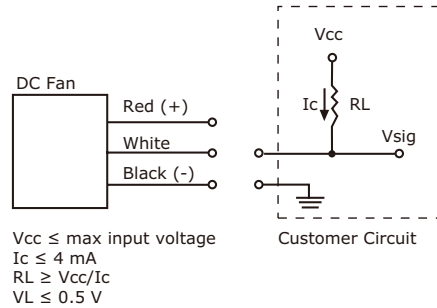 Vcc
DC Fan
Ic
RL
Red (+)
Vsig
White
Black (-)
Vcc ≤ max input voltage
Ic ≤ 4 mA
RL ≥ Vcc/Ic
VL ≤ 0.5 V
Customer Circuit